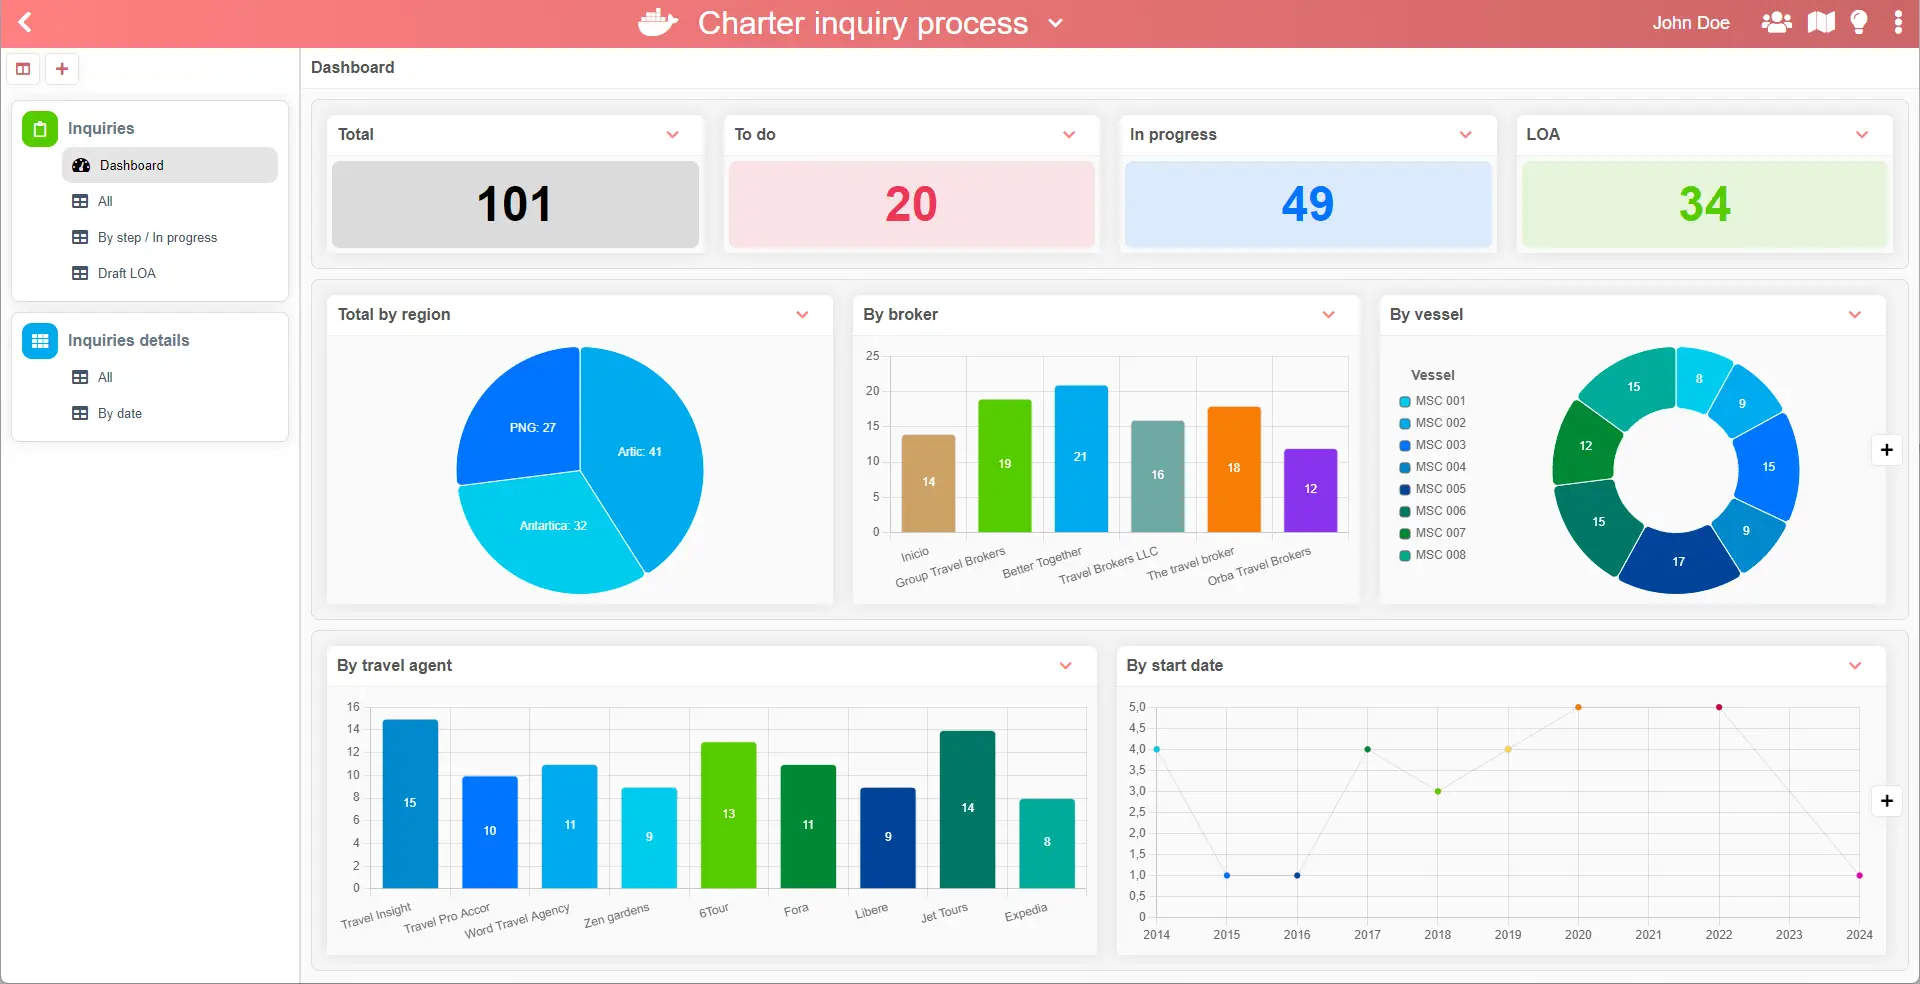 Charter inquiry process
John Doe
Dashboard
Inquiries
Dashboard
All
By step / In progress
Draft LOA
Inquiries details
All
By date
Total
101
To do
20
In progress
49
LOA
34
Total by region
PNG: 27
Artic: 41
Antartica: 32
By broker
25
20
15
10
5
0
14
19
21
16
18
12
Inicio
Group Travel Brokers
Better Together
Travel Brokers LLC
The travel broker
Orba Travel Brokers
By vessel
Vessel
MSC 001
MSC 002
MSC 003
MSC 004
MSC 005
MSC 006
MSC 007
MSC 008
8
9
15
9
17
15
12
15
By travel agent
16
14
12
10
8
6
4
2
0
15
10
11
9
13
11
9
14
8
Travel Insight
Travel Pro Accor
Word Travel Agency
Zen gardens
6Tour
Fora
Libere
Jet Tours
Expedia
By start date
5,0
4,5
4,0
3,5
3,0
2,5
2,0
1,5
1,0
0,5
0
2014 2015 2016 2017 2018 2019 2020 2021 2022 2023 2024